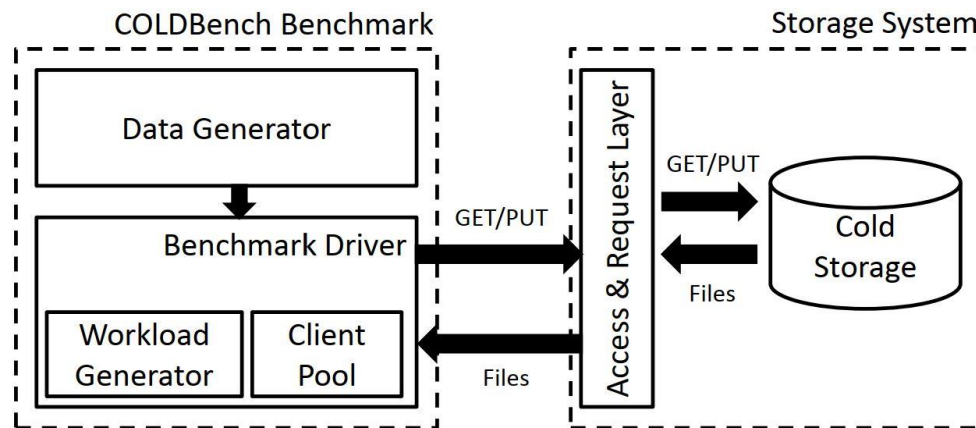 COLDBench Benchmark
Storage System
Data Generator
Benchmark Driver
Workload
Generator
Client
Pool
GET/PUT
Files
Access & Request Layer
GET/PUT
Files
Cold
Storage